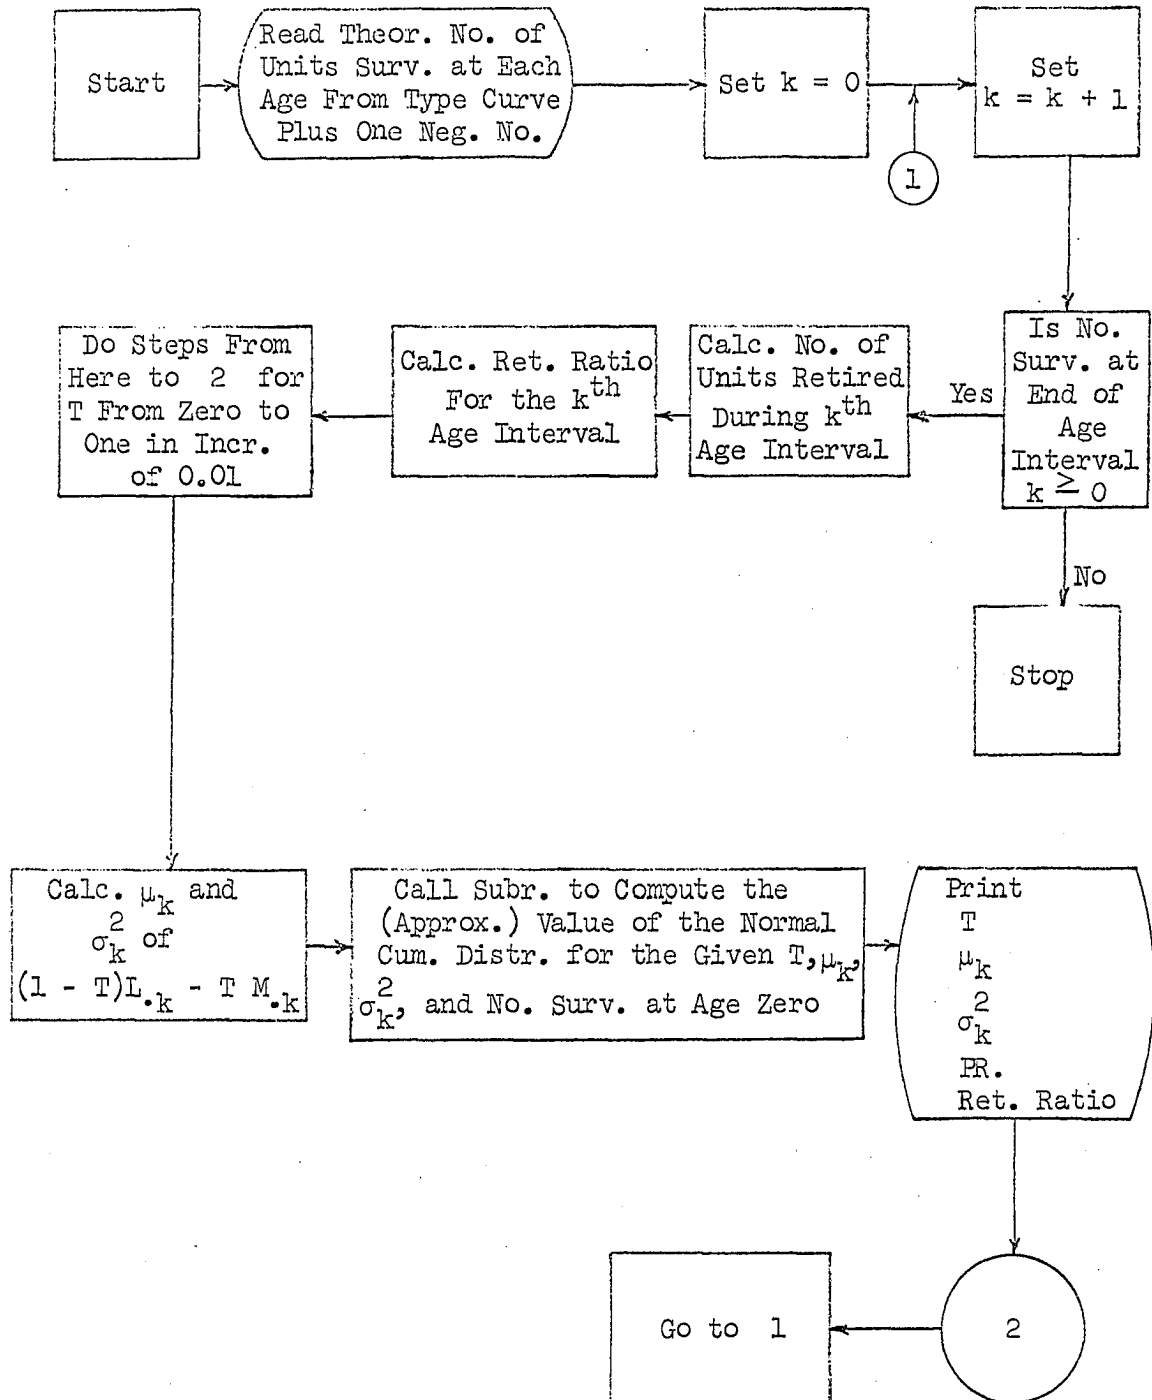 Start
Read Theor. No. of
Units Surv. at Each
Age From Type Curve
Plus One Neg. No.
Set k = 0
1
Set
k = k + 1
Is No.
Surv. at
End of
Age
Interval
k ≥ 0
Yes
No
Stop
Calc. No. of
Units Retired
During kth
Age Interval
Calc. Ret. Ratio
For the kth
Age Interval
Do Steps From
Here to 2 for
T From Zero to
One in Incr.
of 0.01
Calc. μk and
σ²k of
(1 - T)L.k - T M.k
Call Subr. to Compute the
(Approx.) Value of the Normal
Cum. Distr. for the Given T, μk,
σ²k, and No. Surv. at Age Zero
Print
T
μk
σ²k
PR.
Ret. Ratio
2
Go to 1